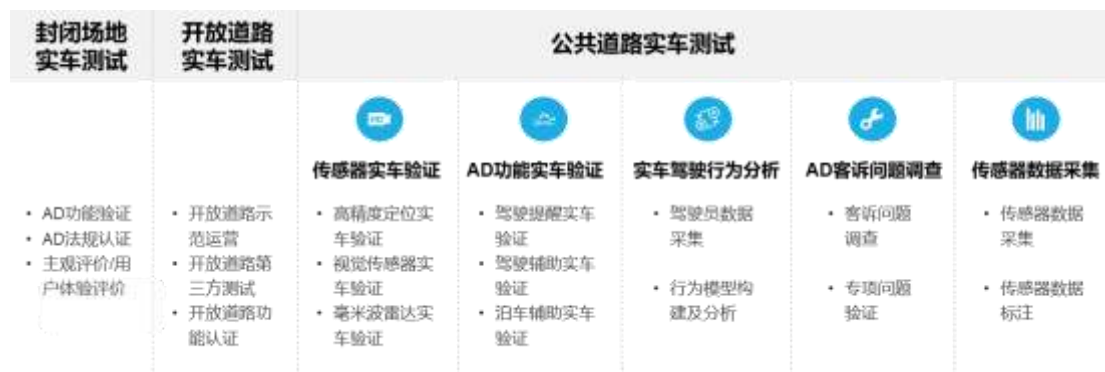 封闭场地
实车测试
开放道路
实车测试
公共道路实车测试
传感器实车验证
AD功能实车验证
实车驾驶行为分析
AD客诉问题调查
传感器数据采集
• AD功能验证
• AD法规认证
• 主观评价/用
户体验评价
• 开放道路示
范运营
• 开放道路第
三方测试
• 开放道路功
能认证
• 高精度定位实
车验证
• 视觉传感器实
车验证
• 毫米波雷达实
车验证
• 驾驶提醒实车
验证
• 驾驶辅助实车
验证
• 泊车辅助实车
验证
• 驾驶员数据
采集
• 行为模型构
建及分析
• 客诉问题
调查
• 专项问题
验证
• 传感器数据
采集
• 传感器数据
标注